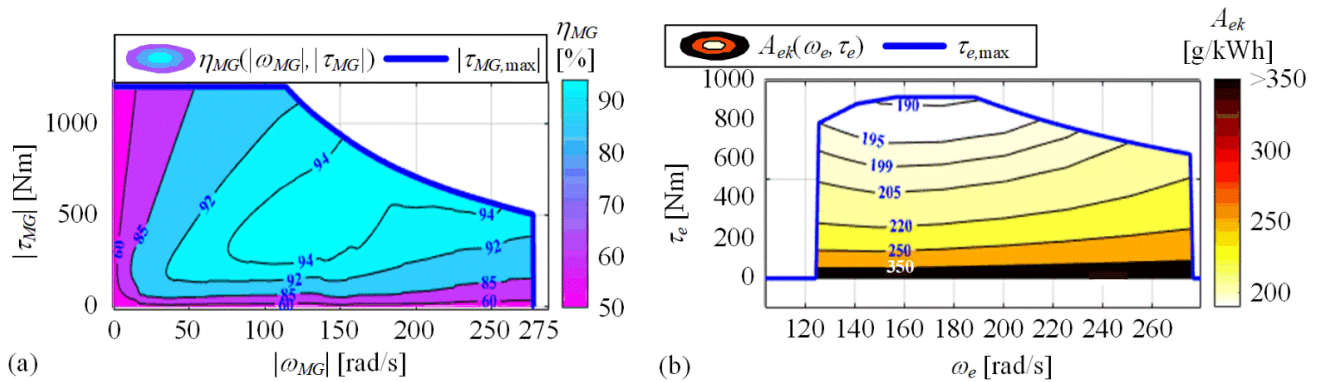 η_MG(|ω_MG|, |τ_MG|) |τ_MG,max|
η_MG
[%]
90
80
70
60
50
|τ_MG| [Nm]
1000
500
0
60
85
92
94
94
94
92
92
85
85
60
60
0 50 100 150 200 250 275
(a)
|ω_MG| [rad/s]
A_ek(ω_e, τ_e) τ_e,max
A_ek
[g/kWh]
>350
300
250
200
τ_e [Nm]
1000
800
600
400
200
0
190
195
199
205
220
250
350
120 140 160 180 200 220 240 260
(b)
ω_e [rad/s]